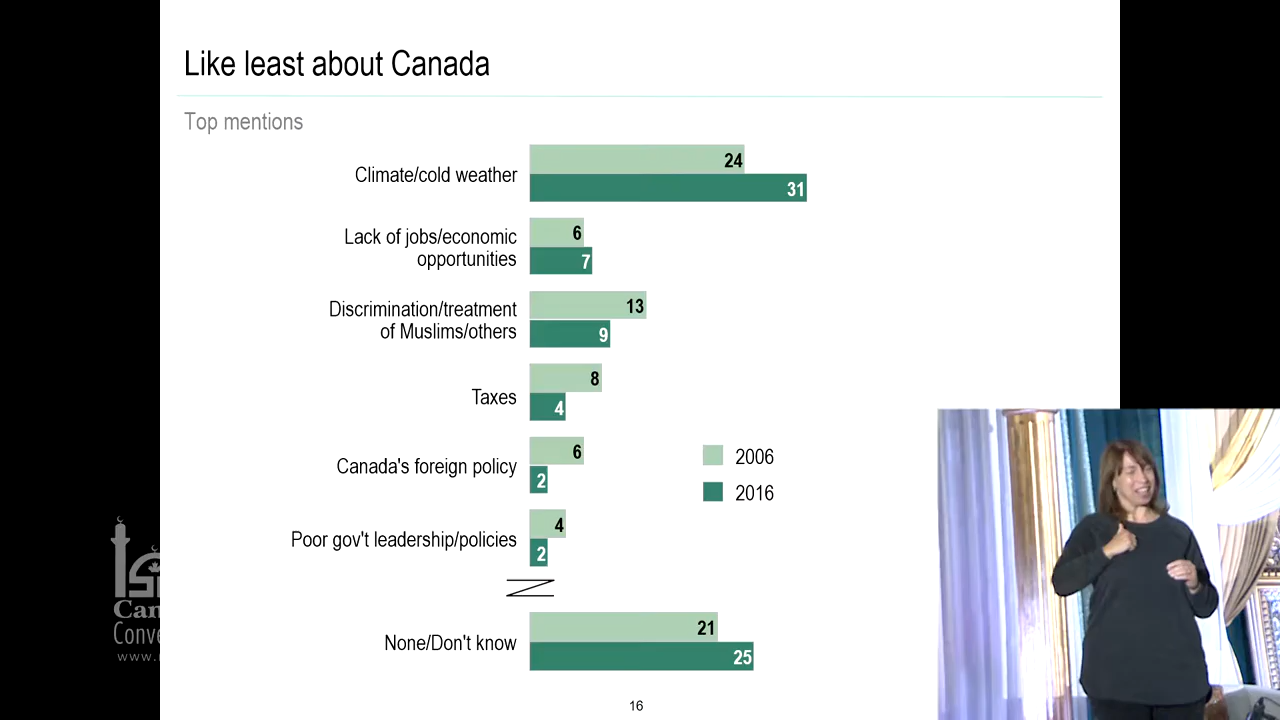 Like least about Canada
Top mentions
Climate/cold weather
24
31
Lack of jobs/economic
opportunities
6
7
Discrimination/treatment
of Muslims/others
13
9
Taxes
8
4
Canada's foreign policy
6
2
2006
2016
Poor gov't leadership/policies
4
2
None/Don't know
21
25
16
www.